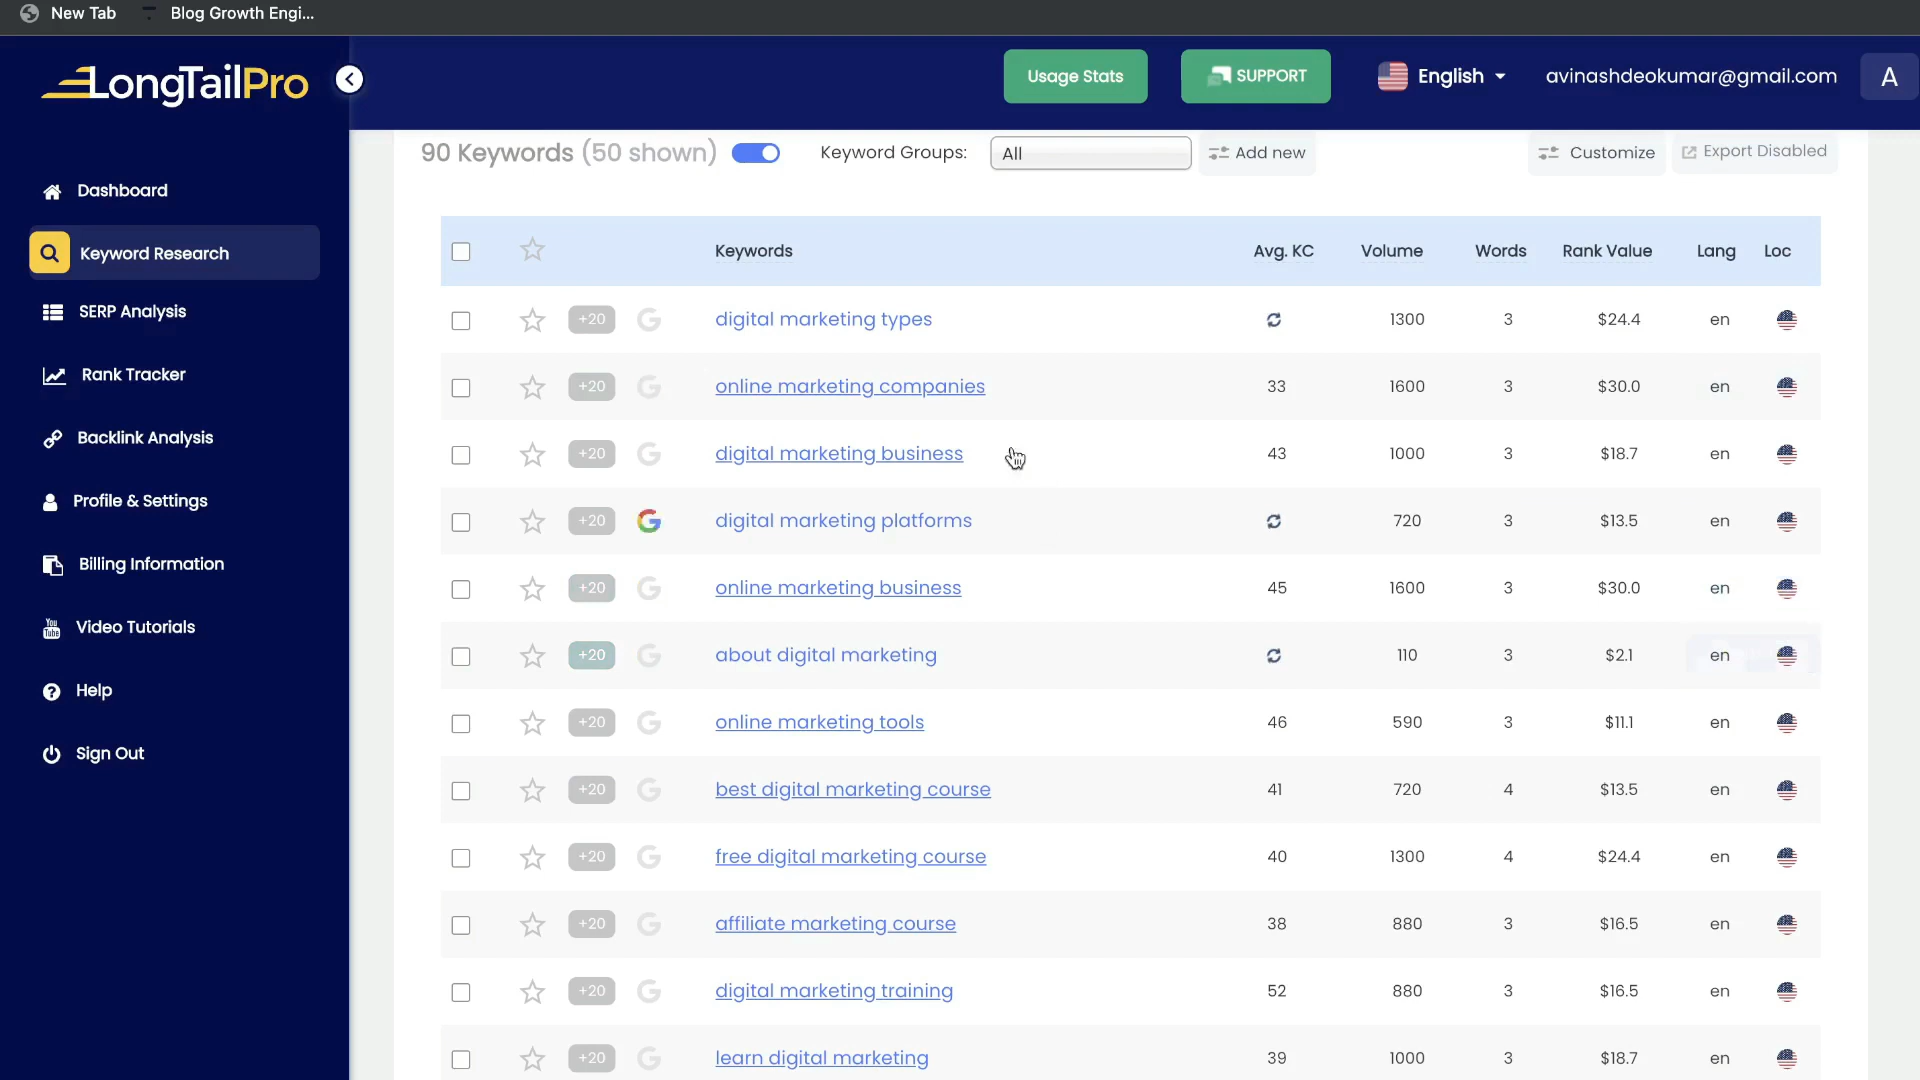 New Tab
Blog Growth Engi...
LongTailPro
Usage Stats
SUPPORT
English
avinashdeokumar@gmail.com
A
Dashboard
Keyword Research
SERP Analysis
Rank Tracker
Backlink Analysis
Profile & Settings
Billing Information
You Tube
Video Tutorials
Help
Sign Out
90 Keywords (50 shown)
Keyword Groups:
All
Add new
Customize
Export Disabled
Keywords Avg. KC Volume Words Rank Value Lang Loc
+20 digital marketing types 1300 3 $24.4 en
+20 online marketing companies 33 1600 3 $30.0 en
+20 digital marketing business 43 1000 3 $18.7 en
+20 digital marketing platforms 720 3 $13.5 en
+20 online marketing business 45 1600 3 $30.0 en
+20 about digital marketing 110 3 $2.1 en
+20 online marketing tools 46 590 3 $11.1 en
+20 best digital marketing course 41 720 4 $13.5 en
+20 free digital marketing course 40 1300 4 $24.4 en
+20 affiliate marketing course 38 880 3 $16.5 en
+20 digital marketing training 52 880 3 $16.5 en
+20 learn digital marketing 39 1000 3 $18.7 en